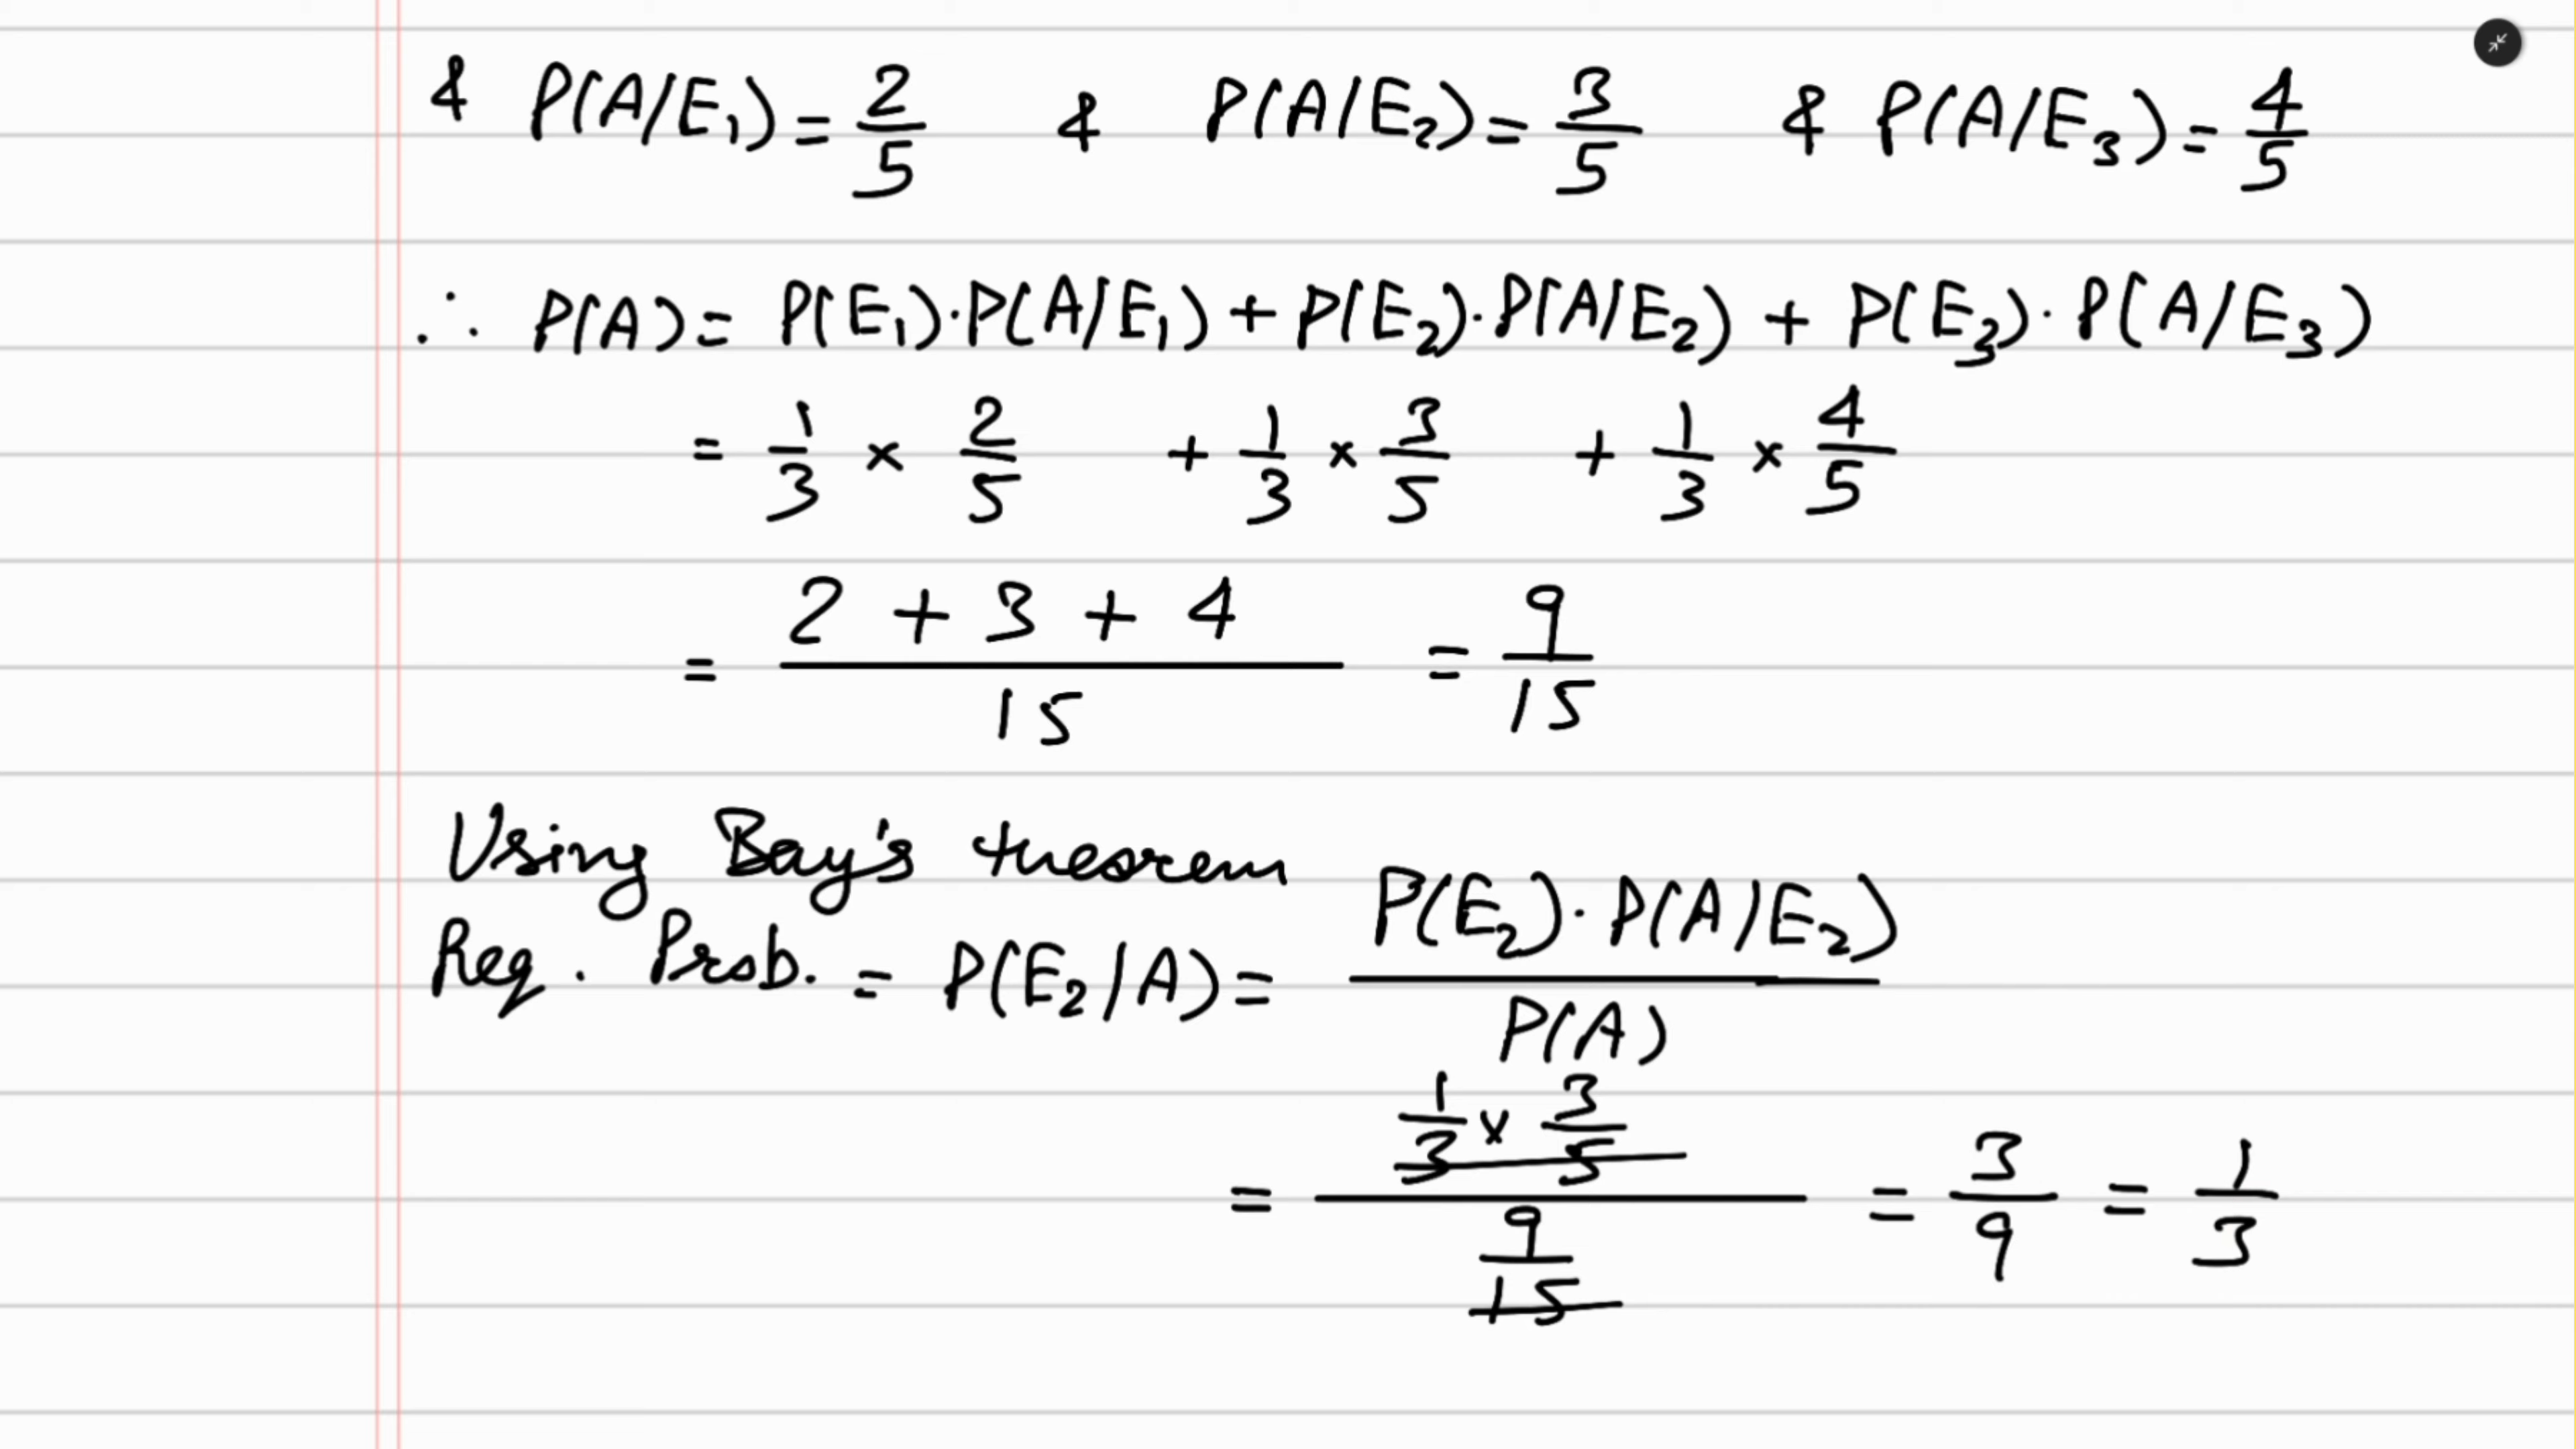 & P(A/E₁) = 2/5 & P(A/E₂) = 3/5 & P(A/E₃) = 4/5
∴ P(A) = P(E₁)·P(A/E₁) + P(E₂)·P(A/E₂) + P(E₃)·P(A/E₃)
= 1/3 × 2/5 + 1/3 × 3/5 + 1/3 × 4/5
= (2 + 3 + 4)/15 = 9/15
Using Bay's theorem
Req. Prob. = P(E₂/A) = P(E₂)·P(A/E₂) / P(A)
= (1/3 × 3/5) / (9/15) = 3/9 = 1/3